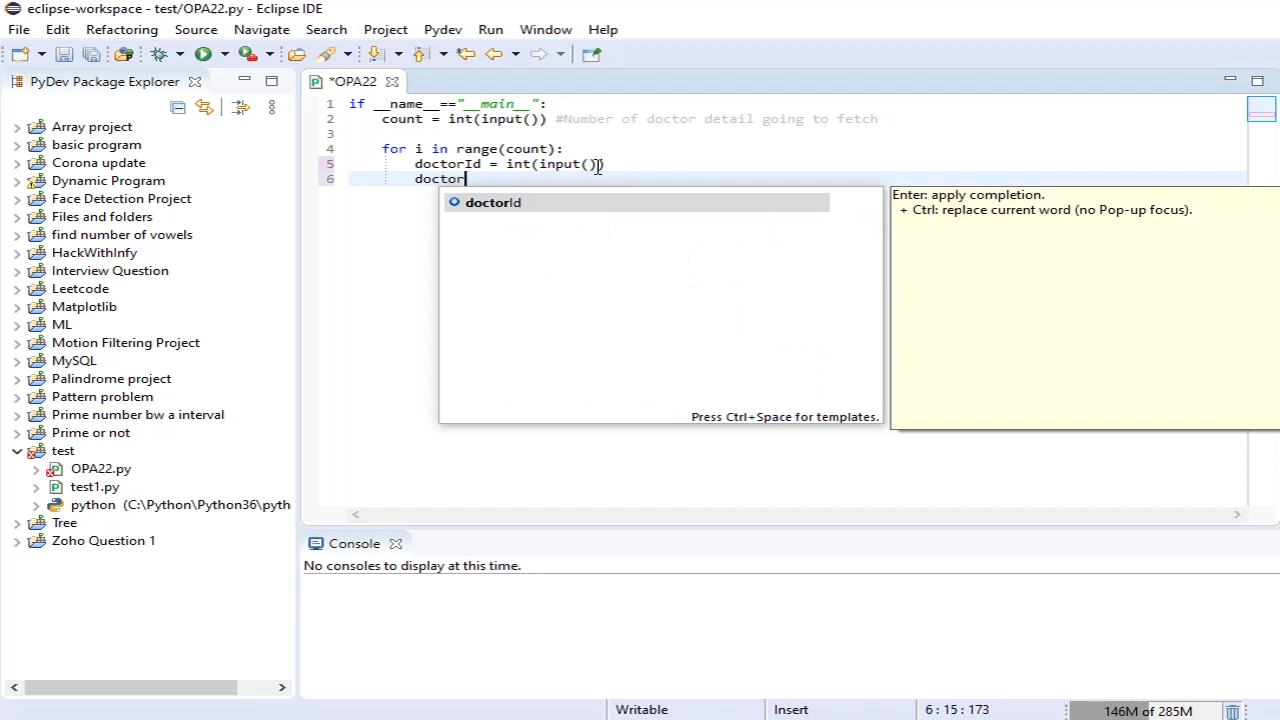 eclipse-workspace - test/OPA22.py - Eclipse IDE
File Edit Refactoring Source Navigate Search Project Pydev Run Window Help
PyDev Package Explorer
*OPA22
Array project
basic program
Corona update
Dynamic Program
Face Detection Project
Files and folders
find number of vowels
HackWithInfy
Interview Question
Leetcode
Matplotlib
ML
Motion Filtering Project
MySQL
Palindrome project
Pattern problem
Prime number bw a interval
Prime or not
test
OPA22.py
test1.py
python (C:\Python\Python36\pyth
Tree
Zoho Question 1
1 if __name__=="__main__":
2 count = int(input()) #Number of doctor detail going to fetch
3
4 for i in range(count):
5 doctorId = int(input())
6 doctor
doctorId
Press Ctrl+Space for templates.
Enter: apply completion.
+ Ctrl: replace current word (no Pop-up focus).
Console
No consoles to display at this time.
Writable Insert 6 : 15 : 173 146M of 285M